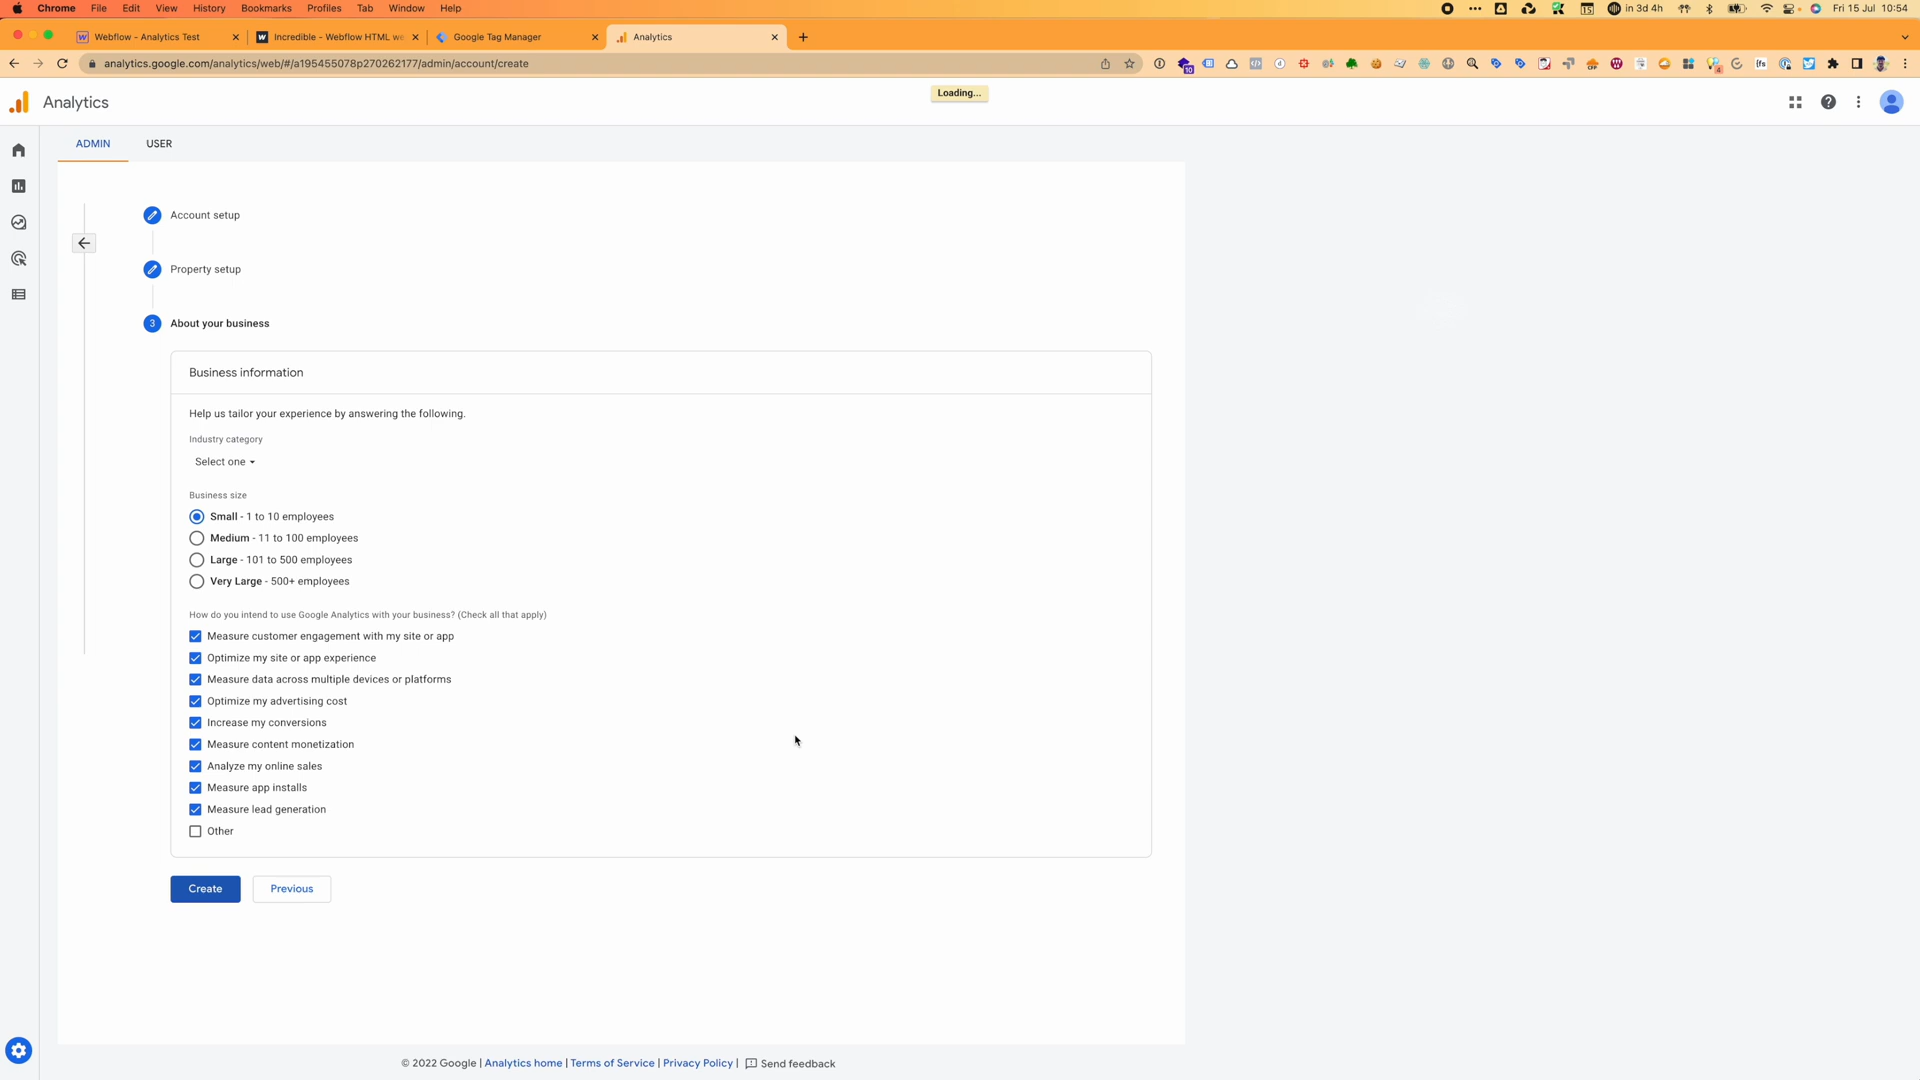 Chrome File Edit View History Bookmarks Profiles Tab Window Help
in 3d 4h Fri 15 Jul 10:54
Webflow - Analytics Test
Incredible - Webflow HTML we
Google Tag Manager
Analytics
analytics.google.com/analytics/web/#/a195455078p270262177/admin/account/create
Analytics
Loading...
ADMIN USER
Account setup
Property setup
3 About your business
Business information
Help us tailor your experience by answering the following.
Industry category
Select one
Business size
Small - 1 to 10 employees
Medium - 11 to 100 employees
Large - 101 to 500 employees
Very Large - 500+ employees
How do you intend to use Google Analytics with your business? (Check all that apply)
Measure customer engagement with my site or app
Optimize my site or app experience
Measure data across multiple devices or platforms
Optimize my advertising cost
Increase my conversions
Measure content monetization
Analyze my online sales
Measure app installs
Measure lead generation
Other
Create Previous
© 2022 Google | Analytics home | Terms of Service | Privacy Policy | Send feedback